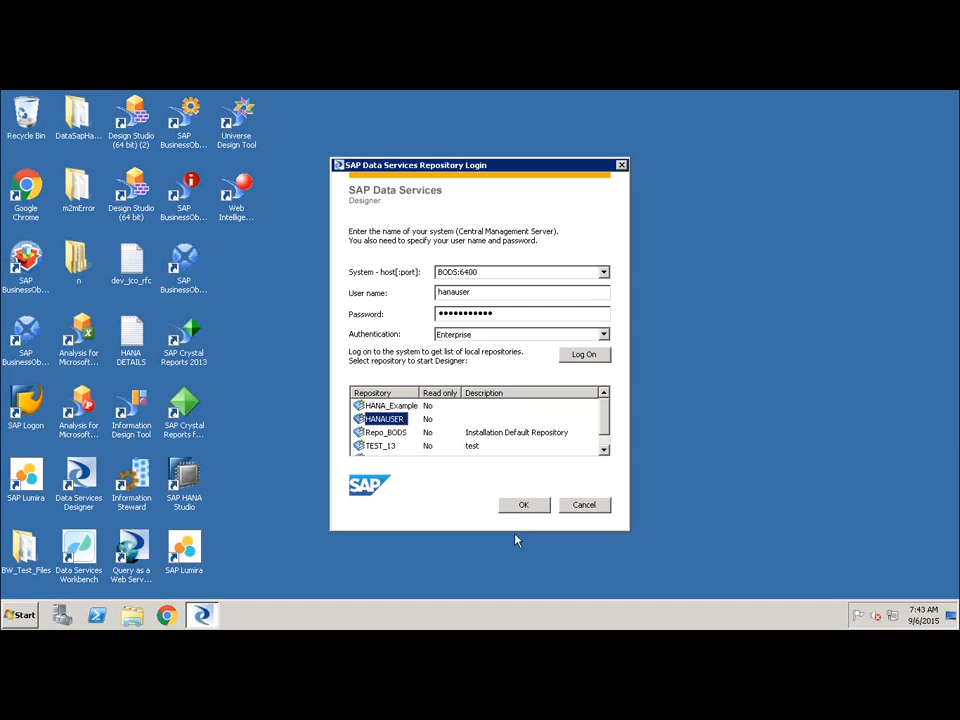 Recycle Bin
DataSapHa...
Design Studio (64 bit) (2)
SAP BusinessOb...
Universe Design Tool
Google Chrome
m2mError
Design Studio (64 bit)
SAP BusinessOb...
Web Intellige...
SAP BusinessOb...
n
dev_jco_rfc
SAP BusinessOb...
SAP BusinessOb...
Analysis for Microsoft...
HANA DETAILS
SAP Crystal Reports 2013
SAP Logon
Analysis for Microsoft...
Information Design Tool
SAP Crystal Reports f...
SAP Lumira
Data Services Designer
Information Steward
SAP HANA Studio
BW_Test_Files
Data Services Workbench
Query as a Web Serv...
SAP Lumira
SAP Data Services Repository Login
SAP Data Services
Designer
Enter the name of your system (Central Management Server).
You also need to specify your user name and password.
System - host[:port]: BODS:6400
User name: hanauser
Password: ●●●●●●●●●●●
Authentication: Enterprise
Log on to the system to get list of local repositories.
Select repository to start Designer:
Log On
Repository Read only Description
HANA_Example No
HANAUSER No
Repo_BODS No Installation Default Repository
TEST_13 No test
SAP
OK Cancel
Start
7:43 AM
9/6/2015